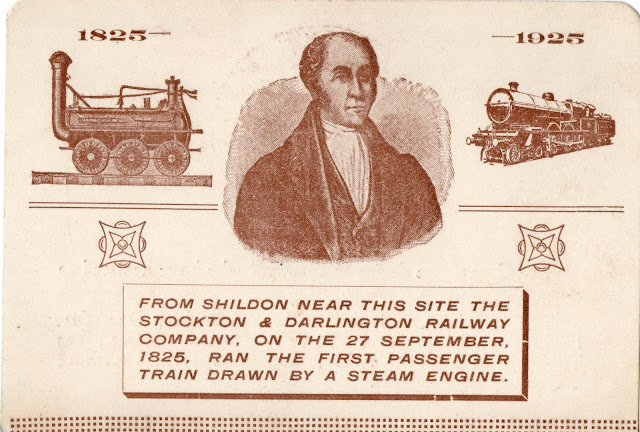 1825—
—1925
FROM SHILDON NEAR THIS SITE THE
STOCKTON & DARLINGTON RAILWAY
COMPANY, ON THE 27 SEPTEMBER,
1825, RAN THE FIRST PASSENGER
TRAIN DRAWN BY A STEAM ENGINE.